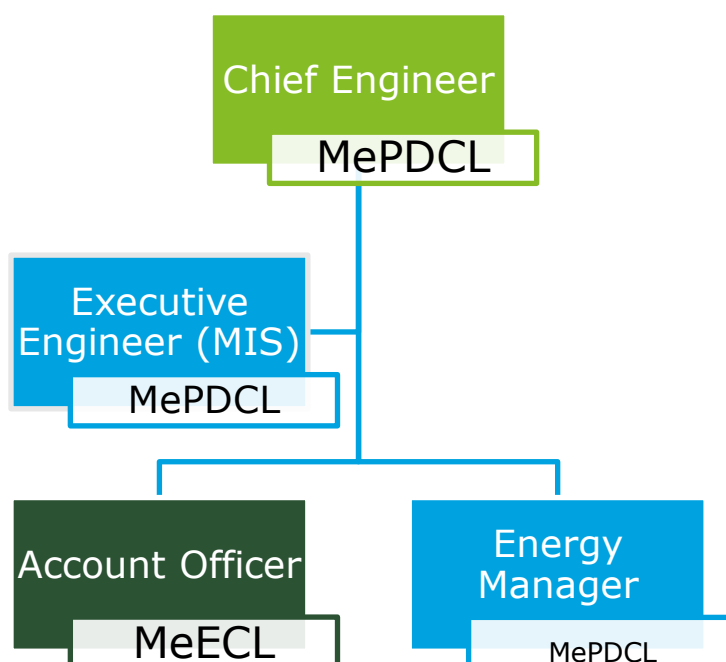 Chief Engineer
MePDCL
Executive
Engineer (MIS)
MePDCL
Account Officer
MeECL
Energy
Manager
MePDCL